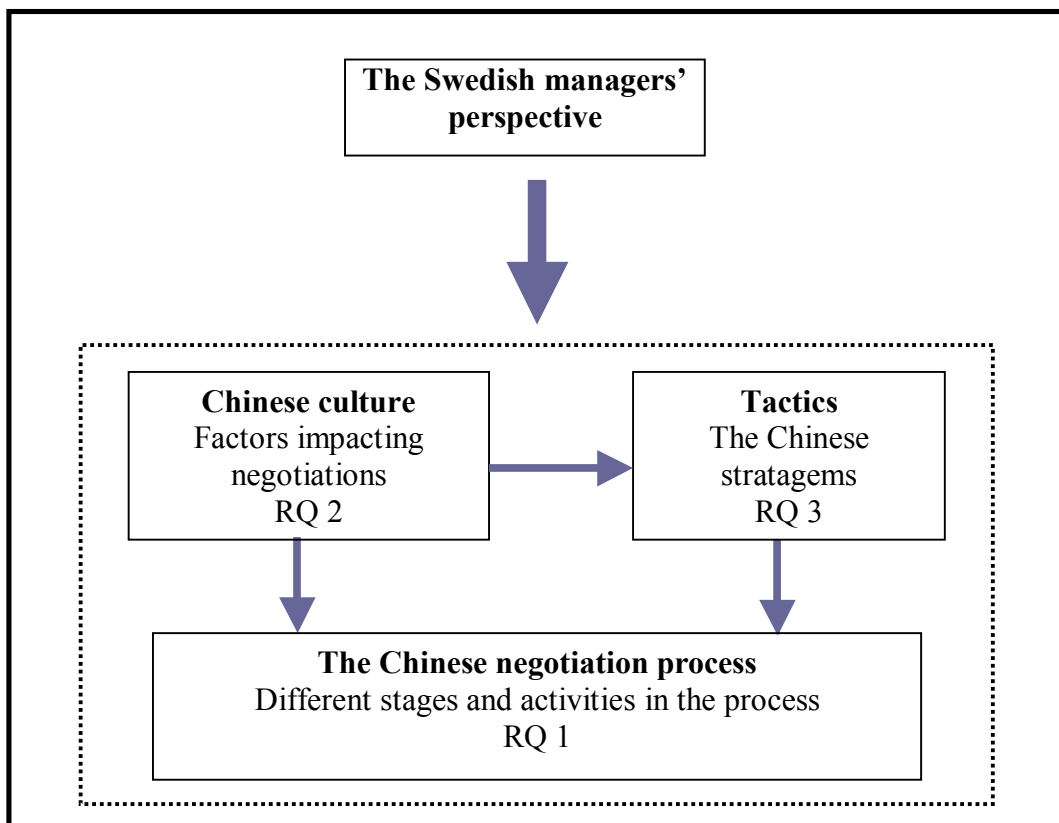 The Swedish managers’
perspective
Chinese culture
Factors impacting
negotiations
RQ 2
Tactics
The Chinese
stratagems
RQ 3
The Chinese negotiation process
Different stages and activities in the process
RQ 1